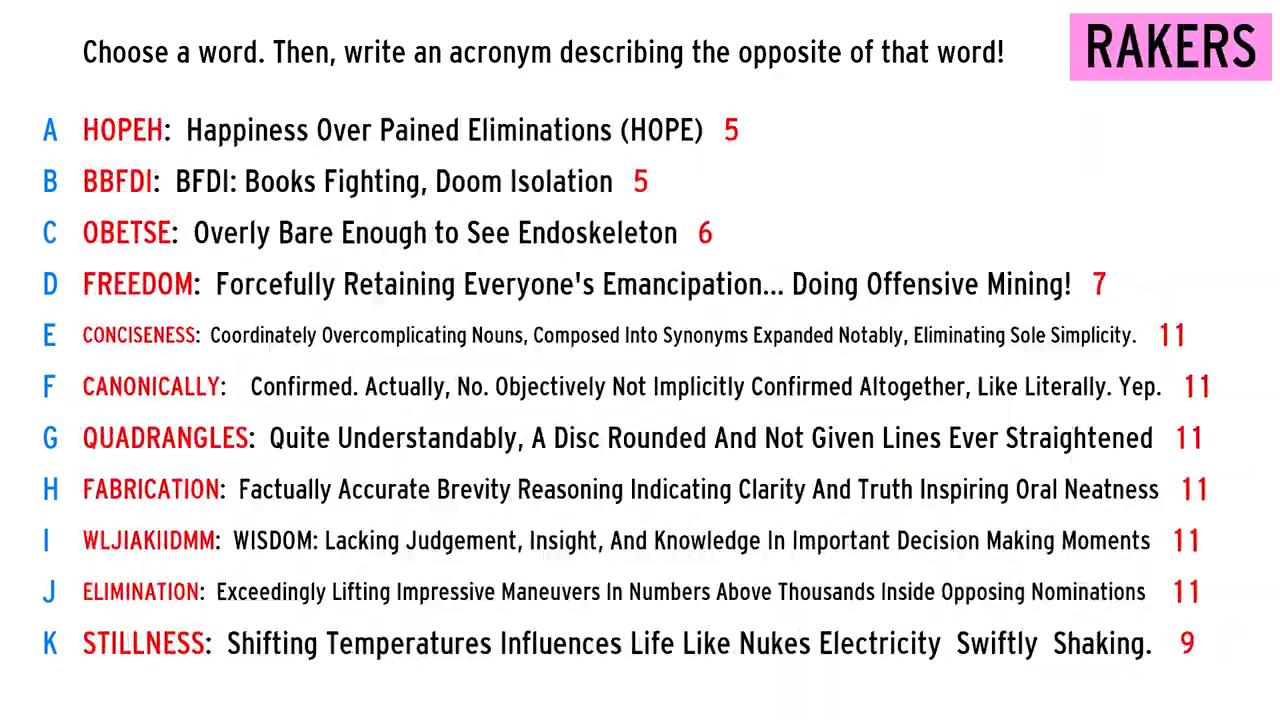 Choose a word. Then, write an acronym describing the opposite of that word!
RAKERS
A HOPEH: Happiness Over Pained Eliminations (HOPE) 5
B BBFDI: BFDI: Books Fighting, Doom Isolation 5
C OBETSE: Overly Bare Enough to See Endoskeleton 6
D FREEDOM: Forcefully Retaining Everyone's Emancipation... Doing Offensive Mining! 7
E CONCISENESS: Coordinately Overcomplicating Nouns, Composed Into Synonyms Expanded Notably, Eliminating Sole Simplicity. 11
F CANONICALLY: Confirmed. Actually, No. Objectively Not Implicitly Confirmed Altogether, Like Literally. Yep. 11
G QUADRANGLES: Quite Understandably, A Disc Rounded And Not Given Lines Ever Straightened 11
H FABRICATION: Factually Accurate Brevity Reasoning Indicating Clarity And Truth Inspiring Oral Neatness 11
I WLJIAKIIDMM: WISDOM: Lacking Judgement, Insight, And Knowledge In Important Decision Making Moments 11
J ELIMINATION: Exceedingly Lifting Impressive Maneuvers In Numbers Above Thousands Inside Opposing Nominations 11
K STILLNESS: Shifting Temperatures Influences Life Like Nukes Electricity Swiftly Shaking. 9